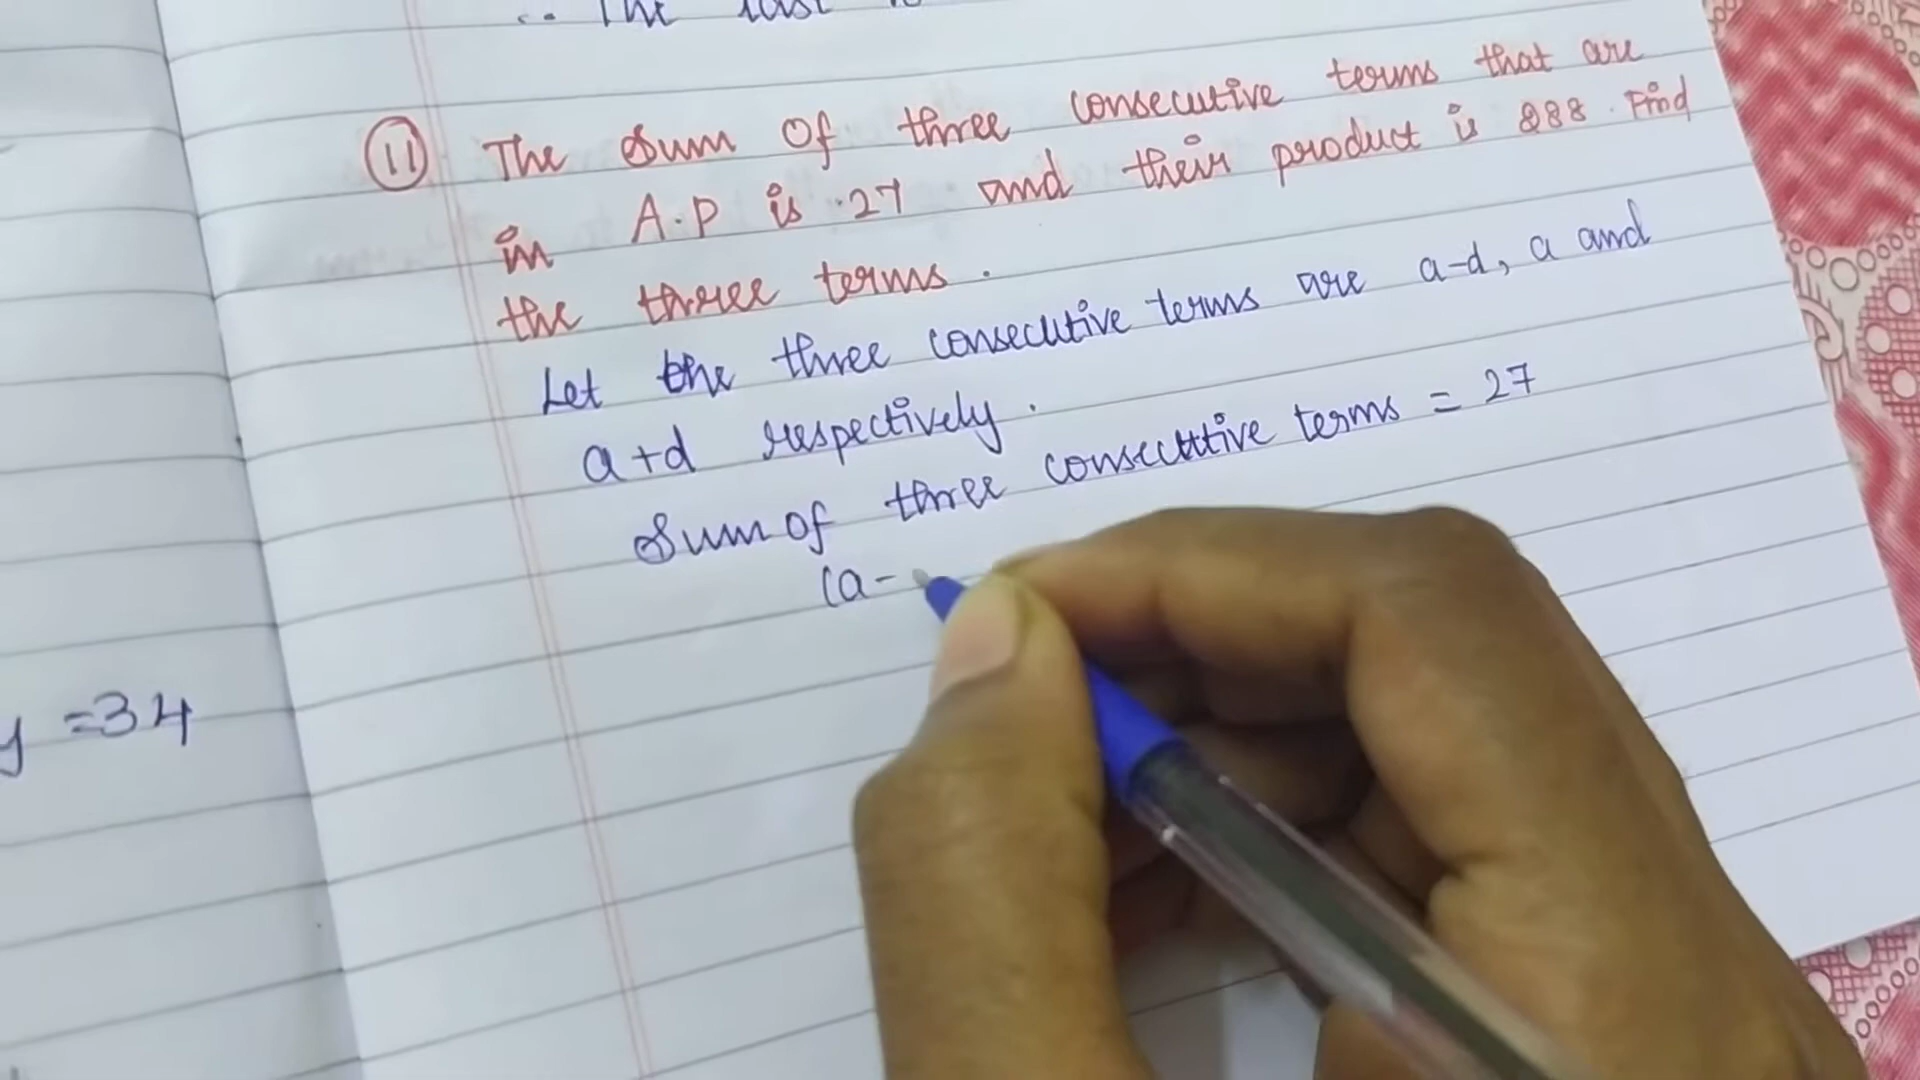 ∴ The
(11) The Sum Of three consecutive terms that are
in A.P is 27 and their product is 288. Find
the three terms.
Let the three consecutive terms are a-d, a and
a+d respectively.
Sum of three consecutive terms = 27
(a-
y =34